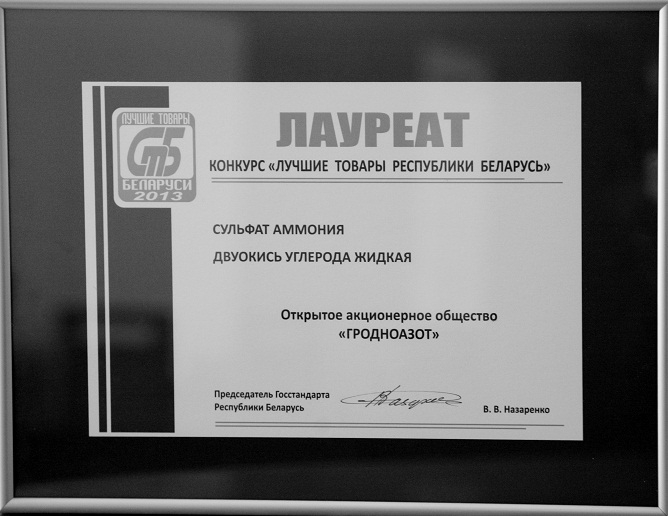 ЛУЧШИЕ ТОВАРЫ
СТБ
БЕЛАРУСИ
2013
ЛАУРЕАТ
КОНКУРС «ЛУЧШИЕ ТОВАРЫ РЕСПУБЛИКИ БЕЛАРУСЬ»
СУЛЬФАТ АММОНИЯ
ДВУОКИСЬ УГЛЕРОДА ЖИДКАЯ
Открытое акционерное общество
«ГРОДНОАЗОТ»
Председатель Госстандарта
Республики Беларусь
В. В. Назаренко